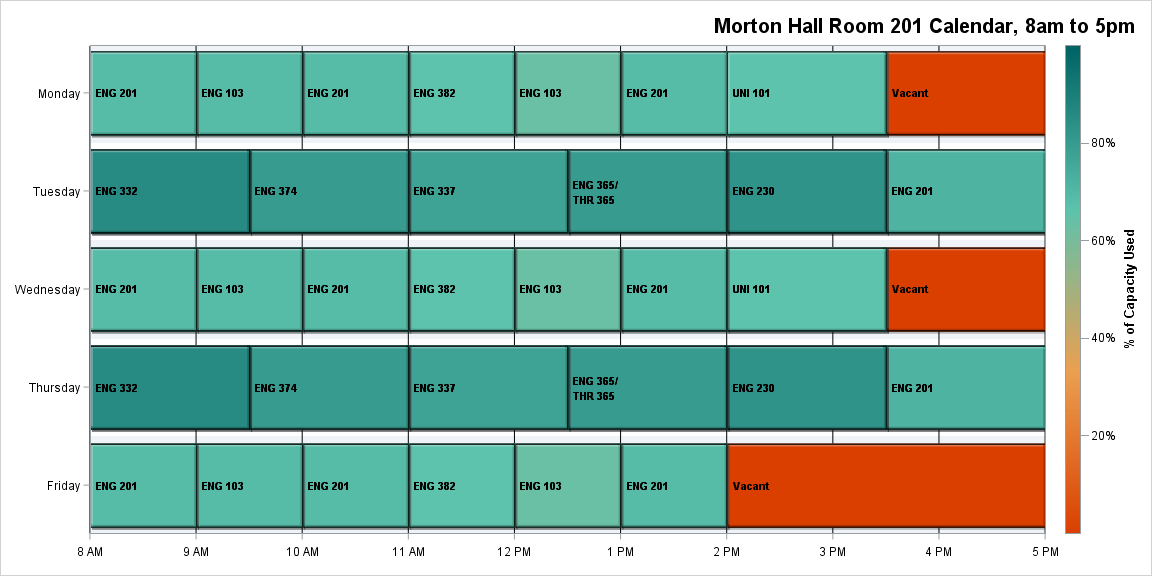 Morton Hall Room 201 Calendar, 8am to 5pm
Monday
ENG 201
ENG 103
ENG 201
ENG 382
ENG 103
ENG 201
UNI 101
Vacant
Tuesday
ENG 332
ENG 374
ENG 337
ENG 365/
THR 365
ENG 230
ENG 201
Wednesday
ENG 201
ENG 103
ENG 201
ENG 382
ENG 103
ENG 201
UNI 101
Vacant
Thursday
ENG 332
ENG 374
ENG 337
ENG 365/
THR 365
ENG 230
ENG 201
Friday
ENG 201
ENG 103
ENG 201
ENG 382
ENG 103
ENG 201
Vacant
8 AM
9 AM
10 AM
11 AM
12 PM
1 PM
2 PM
3 PM
4 PM
5 PM
80%
60%
40%
20%
% of Capacity Used